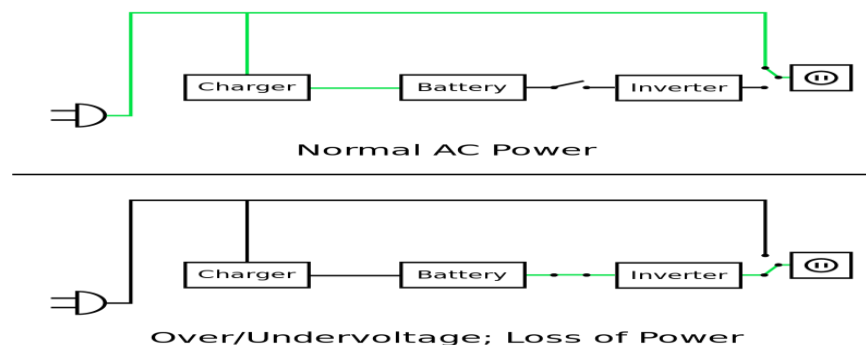 Charger Battery Inverter
Normal AC Power
Charger Battery Inverter
Over/Undervoltage; Loss of Power